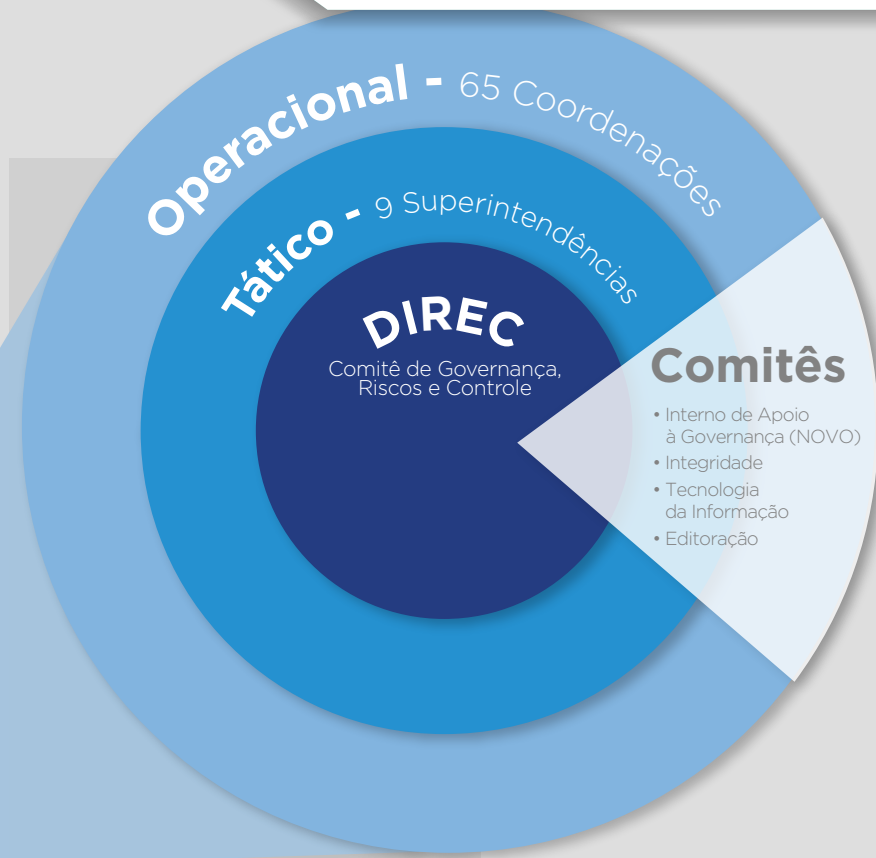 Operacional - 65 Coordenações
Tático - 9 Superintendências
DIREC
Comitê de Governança,
Riscos e Controle
Comitês
• Interno de Apoio
à Governança (NOVO)
• Integridade
• Tecnologia
da Informação
• Editoração